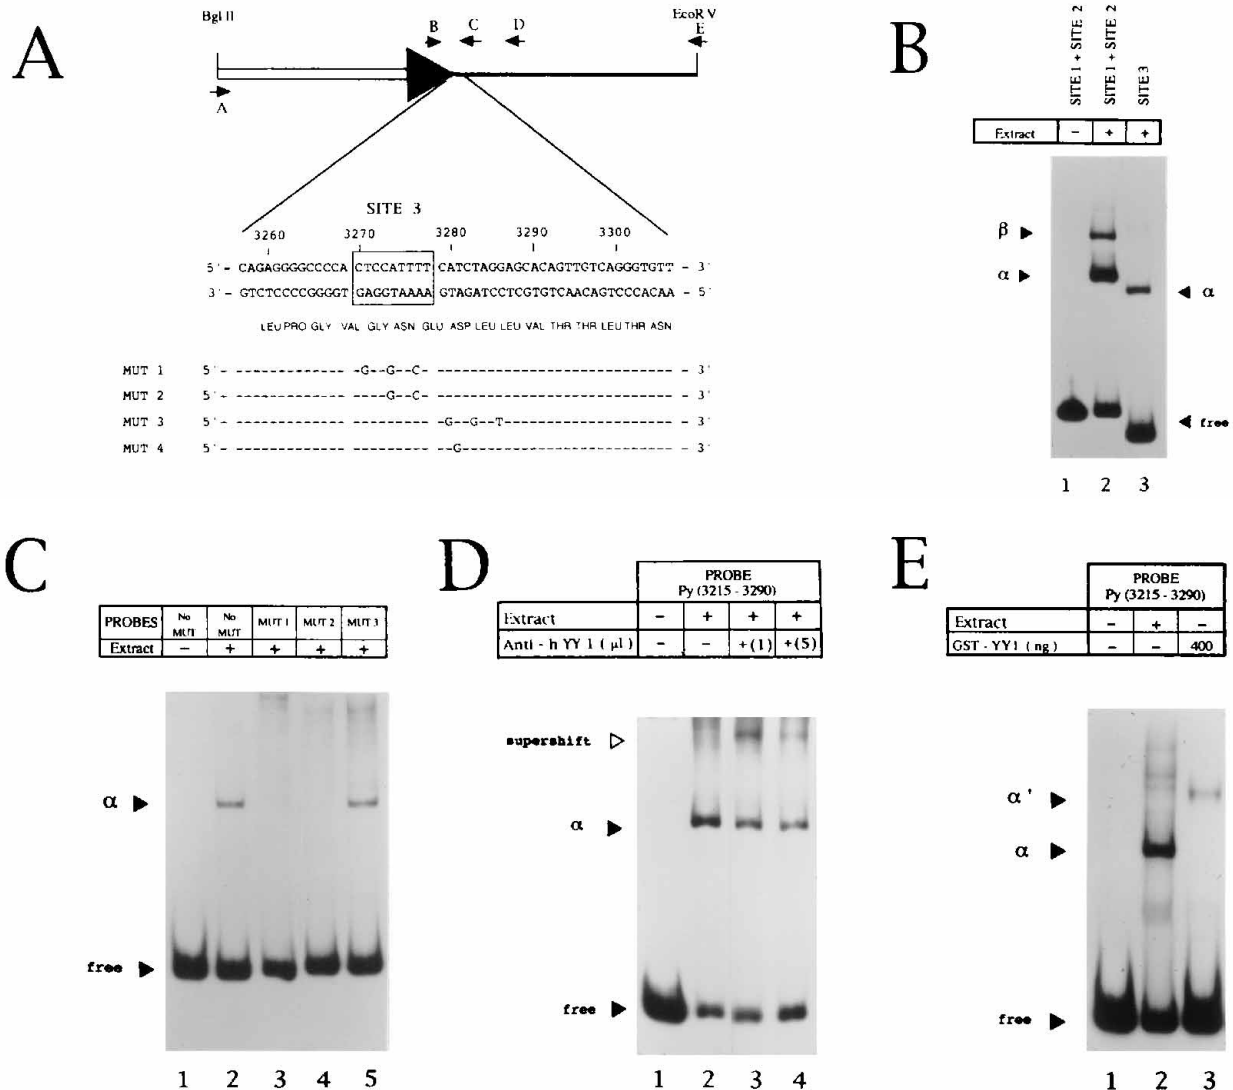 A
Bgl II
B
C
D
EcoR V
E
A
SITE 3
3260 3270 3280 3290 3300
5'- CAGAGGGGCCCCA CTCCATTTT CATCTAGGAGCACAGTTGTCAGGGTGTT - 3'
3'- GTCTCCCCGGGGT GAGGTAAAA GTAGATCCTCGTGTCAACAGTCCCACAA - 5'
LEU PRO GLY VAL GLY ASN GLU ASP LEU LEU VAL THR THR LEU THR ASN
MUT 1 5'- ------------- -G--G--C- ---------------------------- - 3'
MUT 2 5'- ------------- ----G--C- ---------------------------- - 3'
MUT 3 5'- ------------- --------- -G--G--T-------------------- - 3'
MUT 4 5'- ------------- --------- --G------------------------- - 3'
B
SITE 1 + SITE 2
SITE 1 + SITE 2
SITE 3
Extract - + +
β
α
α
free
1 2 3
C
PROBES No MUT No MUT MUT 1 MUT 2 MUT 3
Extract - + + + +
α
free
1 2 3 4 5
D
PROBE
Py (3215 - 3290)
Extract - + + +
Anti - h YY 1 ( µl ) - - +(1) +(5)
supershift
α
free
1 2 3 4
E
PROBE
Py (3215 - 3290)
Extract - + -
GST - YY1 ( ng ) - - 400
α'
α
free
1 2 3